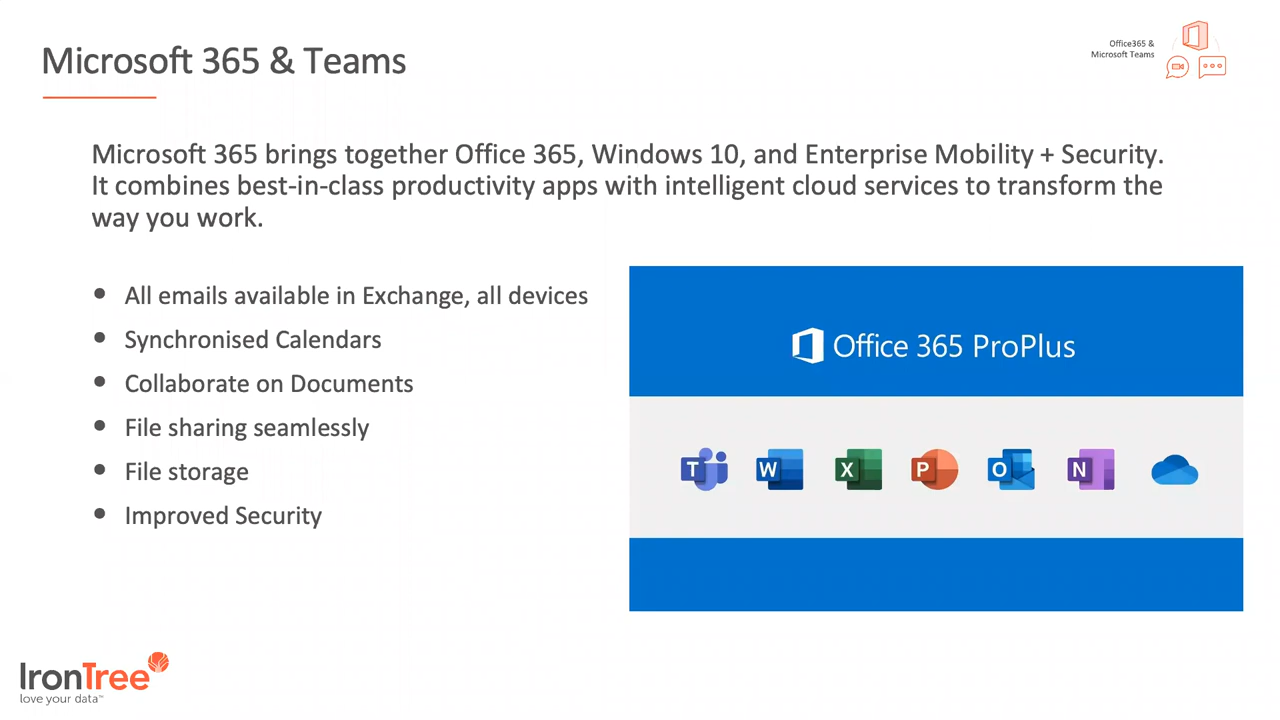 Microsoft 365 & Teams
Office365 &
Microsoft Teams
Microsoft 365 brings together Office 365, Windows 10, and Enterprise Mobility + Security.
It combines best-in-class productivity apps with intelligent cloud services to transform the
way you work.
All emails available in Exchange, all devices
Synchronised Calendars
Collaborate on Documents
File sharing seamlessly
File storage
Improved Security
Office 365 ProPlus
T W X P O N
IronTree
love your data™